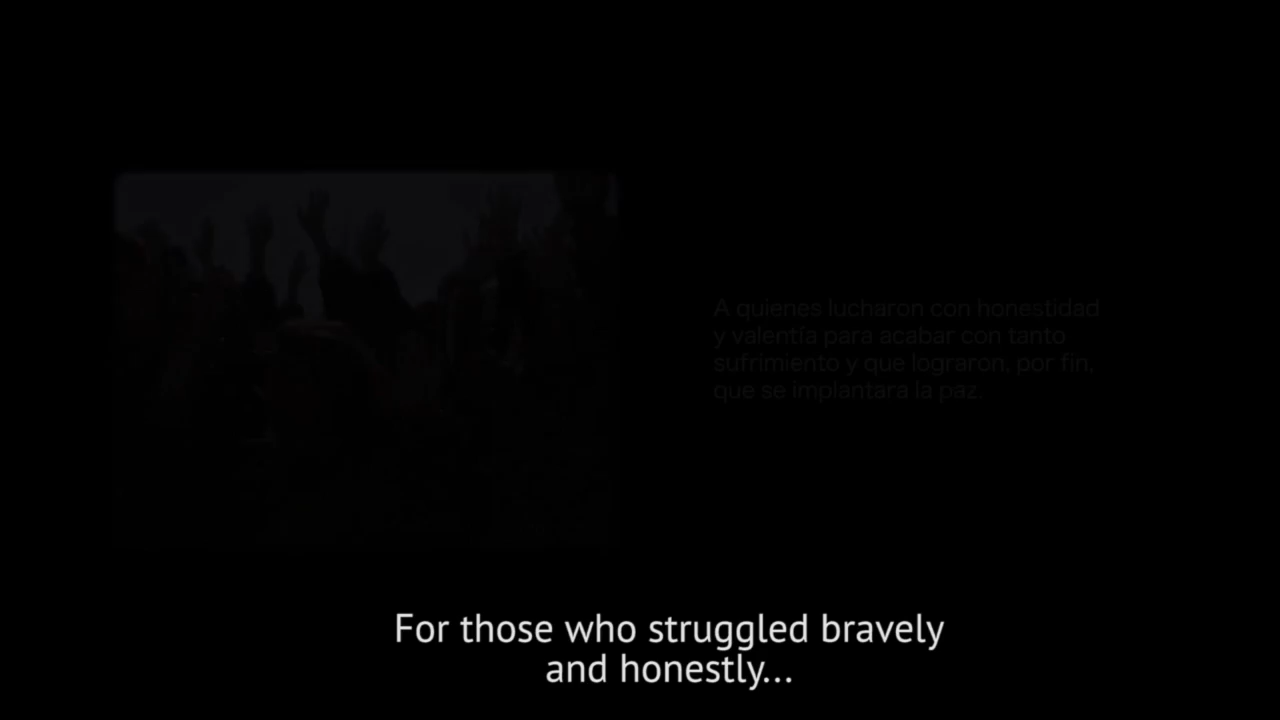 A quienes lucharon con honestidad
y valentía para acabar con tanto
sufrimiento y que lograron, por fin,
que se implantara la paz.
For those who struggled bravely
and honestly...